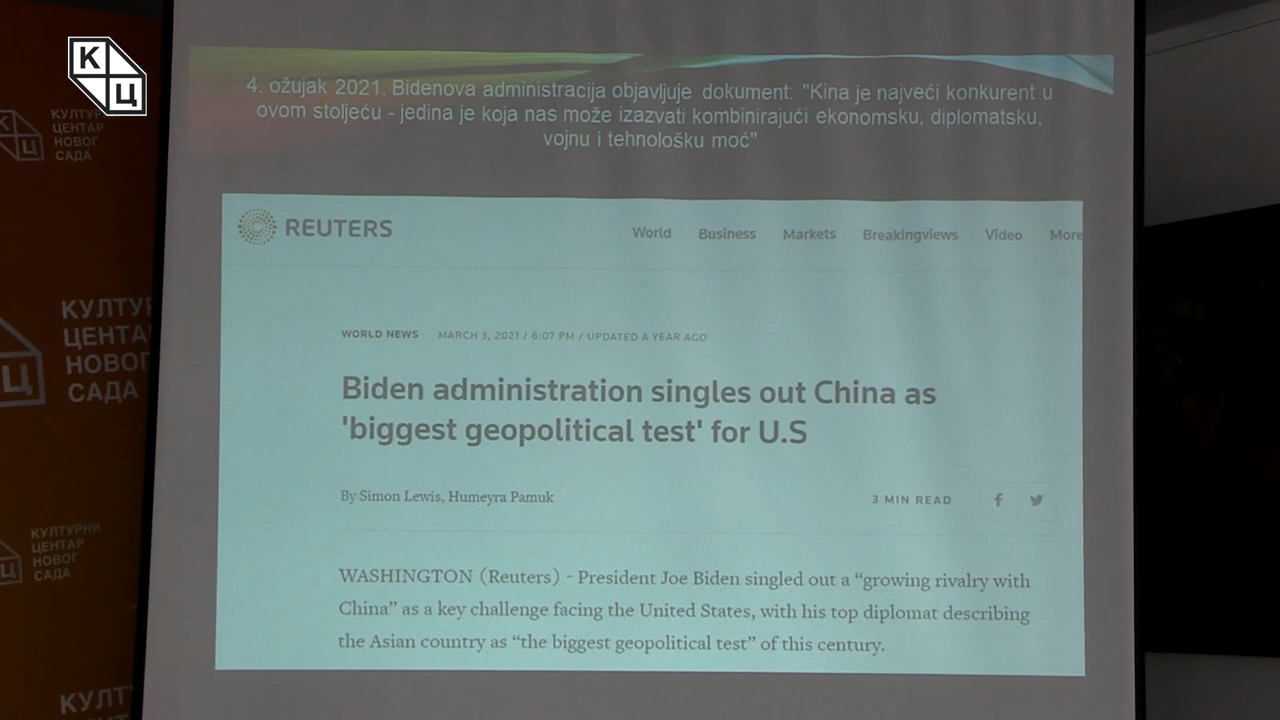 К
Ц
4. ožujak 2021. Bidenova administracija objavljuje dokument: "Kina je najveći konkurent u
ovom stoljeću - jedina je koja nas može izazvati kombinirajući ekonomsku, diplomatsku,
vojnu i tehnološku moć"
REUTERS
World Business Markets Breakingviews Video More
WORLD NEWS MARCH 3, 2021 / 6:07 PM / UPDATED A YEAR AGO
Biden administration singles out China as
'biggest geopolitical test' for U.S
By Simon Lewis, Humeyra Pamuk
3 MIN READ
WASHINGTON (Reuters) - President Joe Biden singled out a “growing rivalry with
China” as a key challenge facing the United States, with his top diplomat describing
the Asian country as “the biggest geopolitical test” of this century.
ЦЕНТАР
НОВОГ
САДА
Ц
НОВОГ
САДА
КУЛТУРНИ
ЦЕНТАР
НОВОГ
САДА